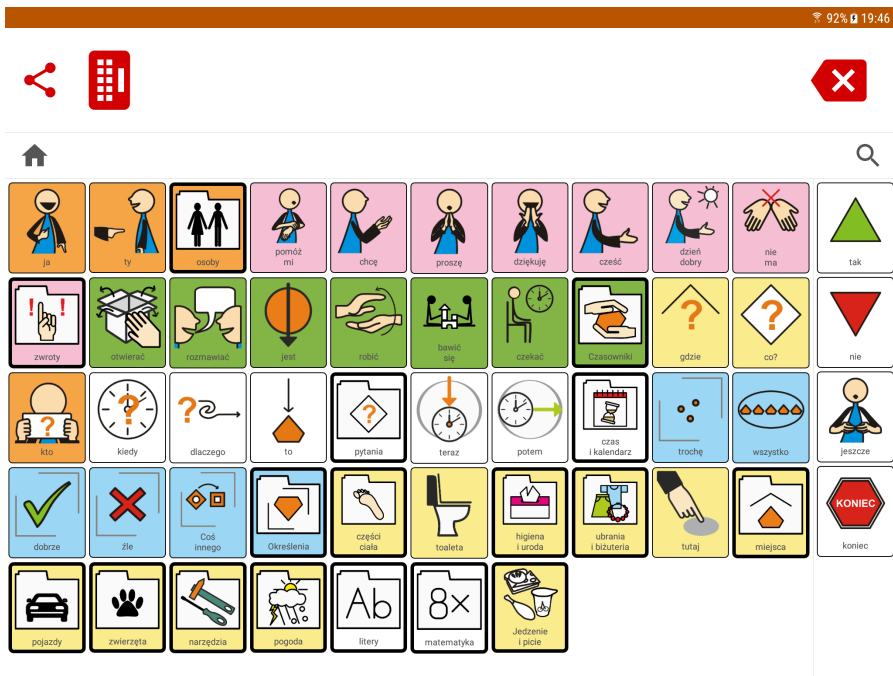 92% 19:46
ja
ty
osoby
pomóż
mi
chcę
proszę
dziękuję
cześć
dzień
dobry
nie
ma
tak
! !
zwroty
otwierać
rozmawiać
jest
robić
bawić
się
czekać
Czasowniki
?
gdzie
?
co?
nie
?
kto
?
kiedy
?
dlaczego
to
?
pytania
teraz
potem
czas
i kalendarz
trochę
wszystko
jeszcze
dobrze
źle
Coś
innego
Określenia
części
ciała
toaleta
higiena
i uroda
ubrania
i biżuteria
tutaj
miejsca
KONIEC
koniec
pojazdy
zwierzęta
narzędzia
pogoda
Ab
litery
8×
matematyka
Jedzenie
i picie